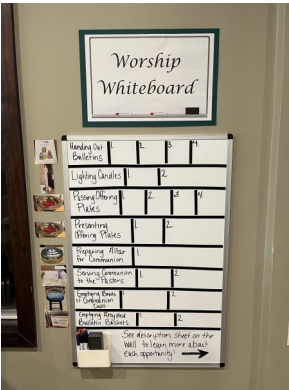 Worship
Whiteboard
Handing Out 1. 2. 3. 4.
Bulletins
Lighting Candles 1. 2.
Passing Offering 1. 2. 3. 4.
Plates
Presenting 1. 2.
Offering Plates
Preparing Altar 1.
for Communion
Serving Communion 1. 2.
to the Pastors
Emptying Bowls 1. 2.
of Communion
Cups
Emptying Recycled 1. 2.
Bulletin Baskets
See description sheet on the
wall to learn more about
each opportunity!